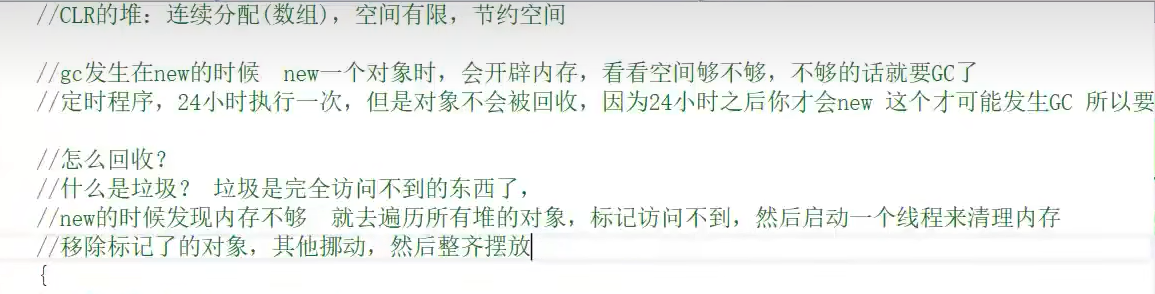 //CLR的堆：连续分配(数组)，空间有限，节约空间
//gc发生在new的时候  new一个对象时，会开辟内存，看看空间够不够，不够的话就要GC了
//定时程序，24小时执行一次，但是对象不会被回收，因为24小时之后你才会new 这个才可能发生GC 所以要
//怎么回收？
//什么是垃圾？ 垃圾是完全访问不到的东西了，
//new的时候发现内存不够  就去遍历所有堆的对象，标记访问不到，然后启动一个线程来清理内存
//移除标记了的对象，其他挪动，然后整齐摆放
{